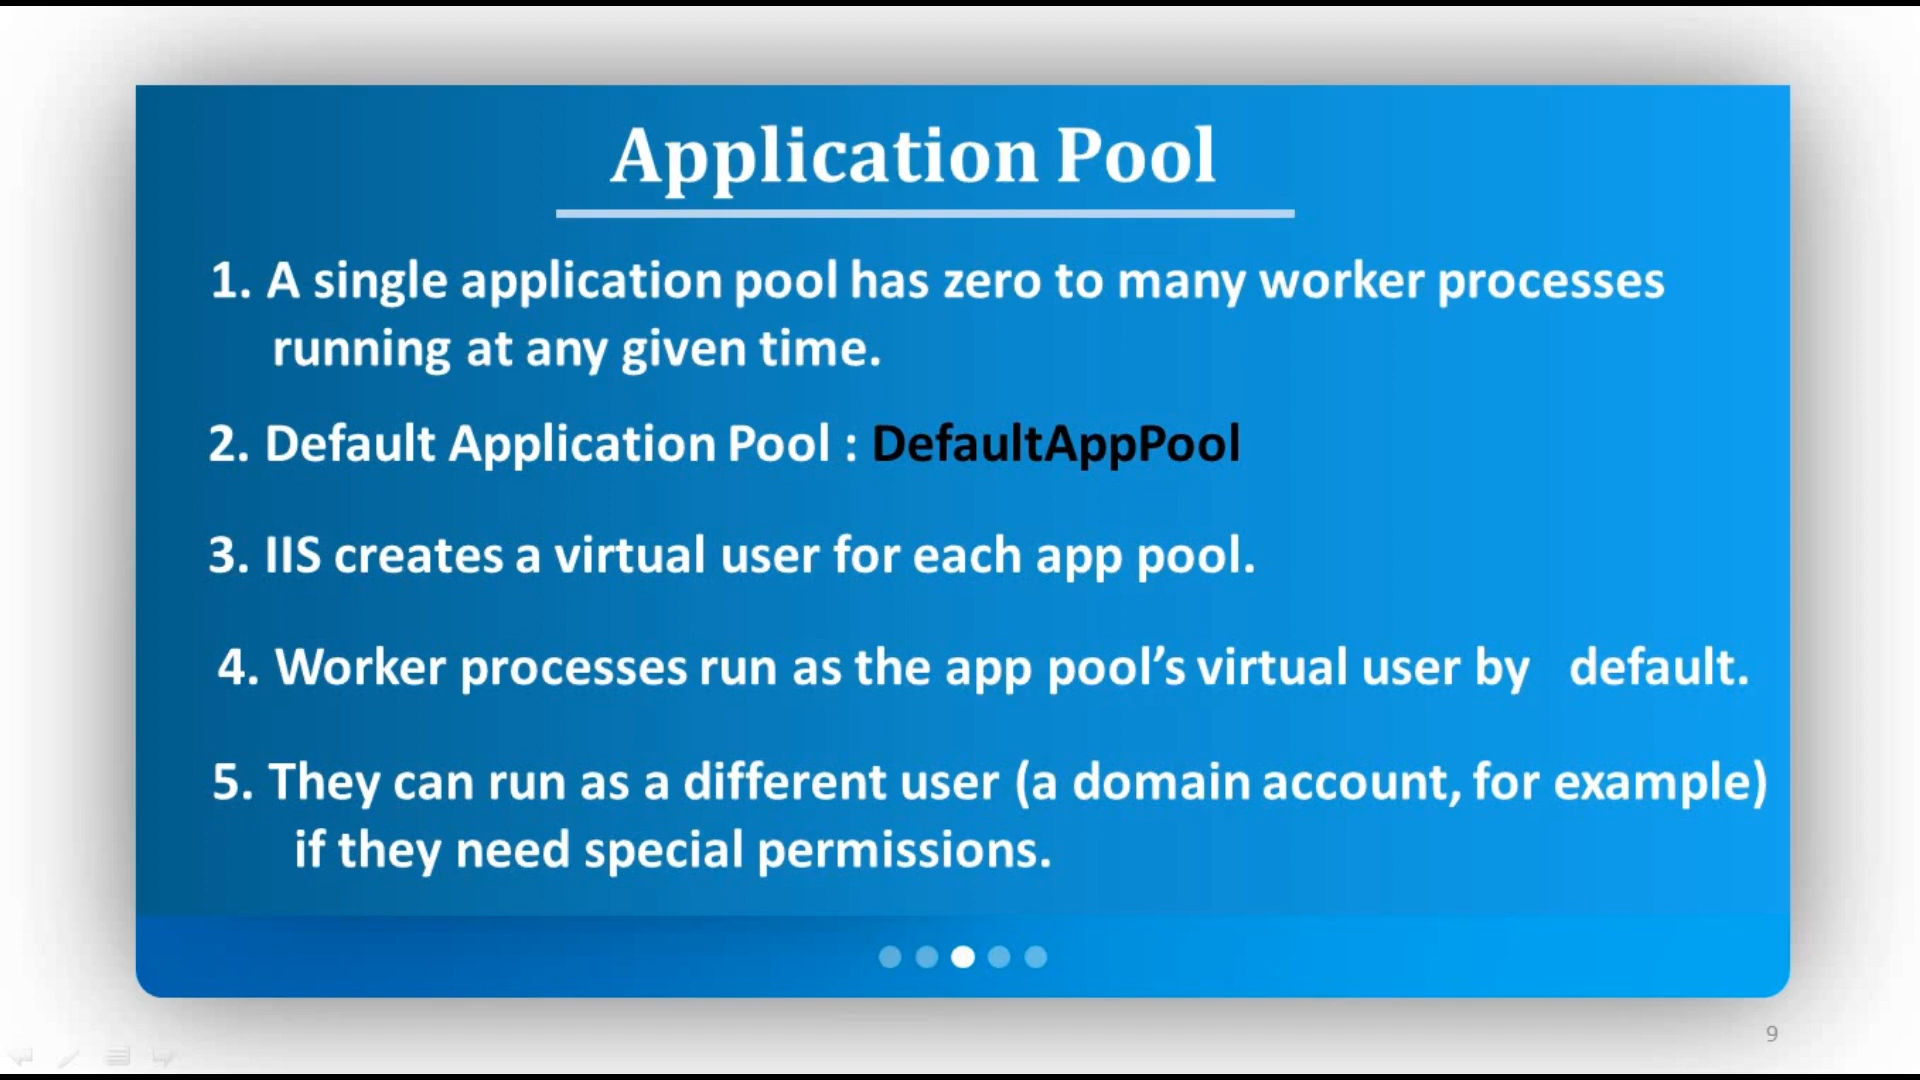 Application Pool
1. A single application pool has zero to many worker processes
running at any given time.
2. Default Application Pool : DefaultAppPool
3. IIS creates a virtual user for each app pool.
4. Worker processes run as the app pool’s virtual user by   default.
5. They can run as a different user (a domain account, for example)
if they need special permissions.
9